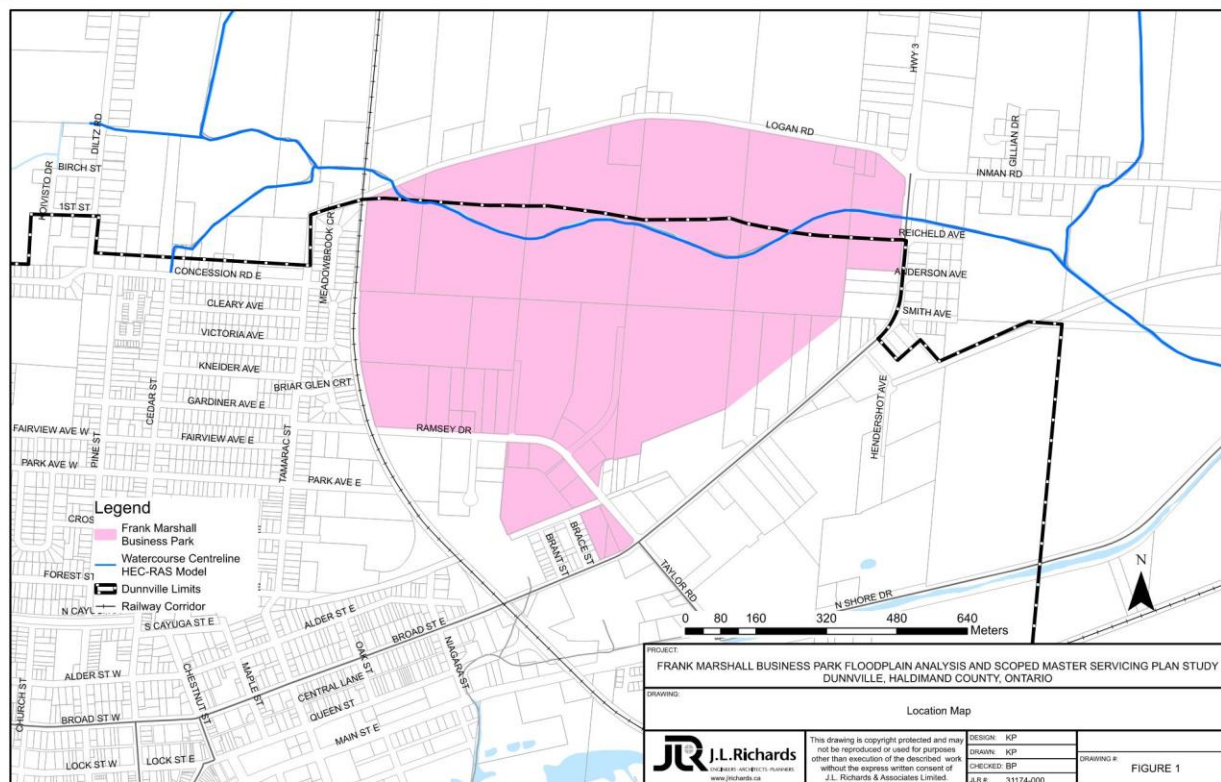 HWY 3
LOGAN RD
GILLIAN DR
DILTZ RD
BIRCH ST
INMAN RD
1ST ST
REICHELD AVE
MEADOWBROOK CR
CONCESSION RD E
ANDERSON AVE
CLEARY AVE
SMITH AVE
VICTORIA AVE
KNEIDER AVE
BRIAR GLEN CRT
CEDAR ST
GARDINER AVE E
HENDERSHOT AVE
FAIRVIEW AVE W
FAIRVIEW AVE E
RAMSEY DR
PINE ST
TAMARAC ST
PARK AVE W
PARK AVE E
Legend
Frank Marshall
Business Park
Watercourse Centreline
HEC-RAS Model
Dunnville Limits
Railway Corridor
FOREST ST
S CAYUGA ST E
BRANT ST
BRACE ST
TAYLOR RD
N SHORE DR
N
ALDER ST E
BROAD ST E
0 80 160 320 480 640
Meters
OAK ST
NIAGARA ST
CENTRAL LANE
QUEEN ST
MAIN ST E
MAPLE ST
CHESTNUT ST
ALDER ST W
CHURCH ST
BROAD ST W
LOCK ST W
LOCK ST E
PROJECT:
FRANK MARSHALL BUSINESS PARK FLOODPLAIN ANALYSIS AND SCOPED MASTER SERVICING PLAN STUDY
DUNNVILLE, HALDIMAND COUNTY, ONTARIO
DRAWING:
Location Map
JLR J.L.Richards
ENGINEERS · ARCHITECTS · PLANNERS
www.jlrichards.ca
This drawing is copyright protected and may
not be reproduced or used for purposes
other than execution of the described work
without the express written consent of
J.L. Richards & Associates Limited.
DESIGN: KP
DRAWN: KP
CHECKED: BP
JLR #: 31174-000
DRAWING #:
FIGURE 1